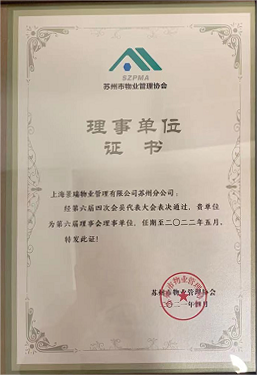 SZPMA
苏州市物业管理协会
理事单位
证书
上海景瑞物业管理有限公司苏州分公司：
经第六届四次会员代表大会表决通过，贵单位
为第六届理事会理事单位，任期至二〇二二年五月。
特发此证！
苏州市物业管理协会